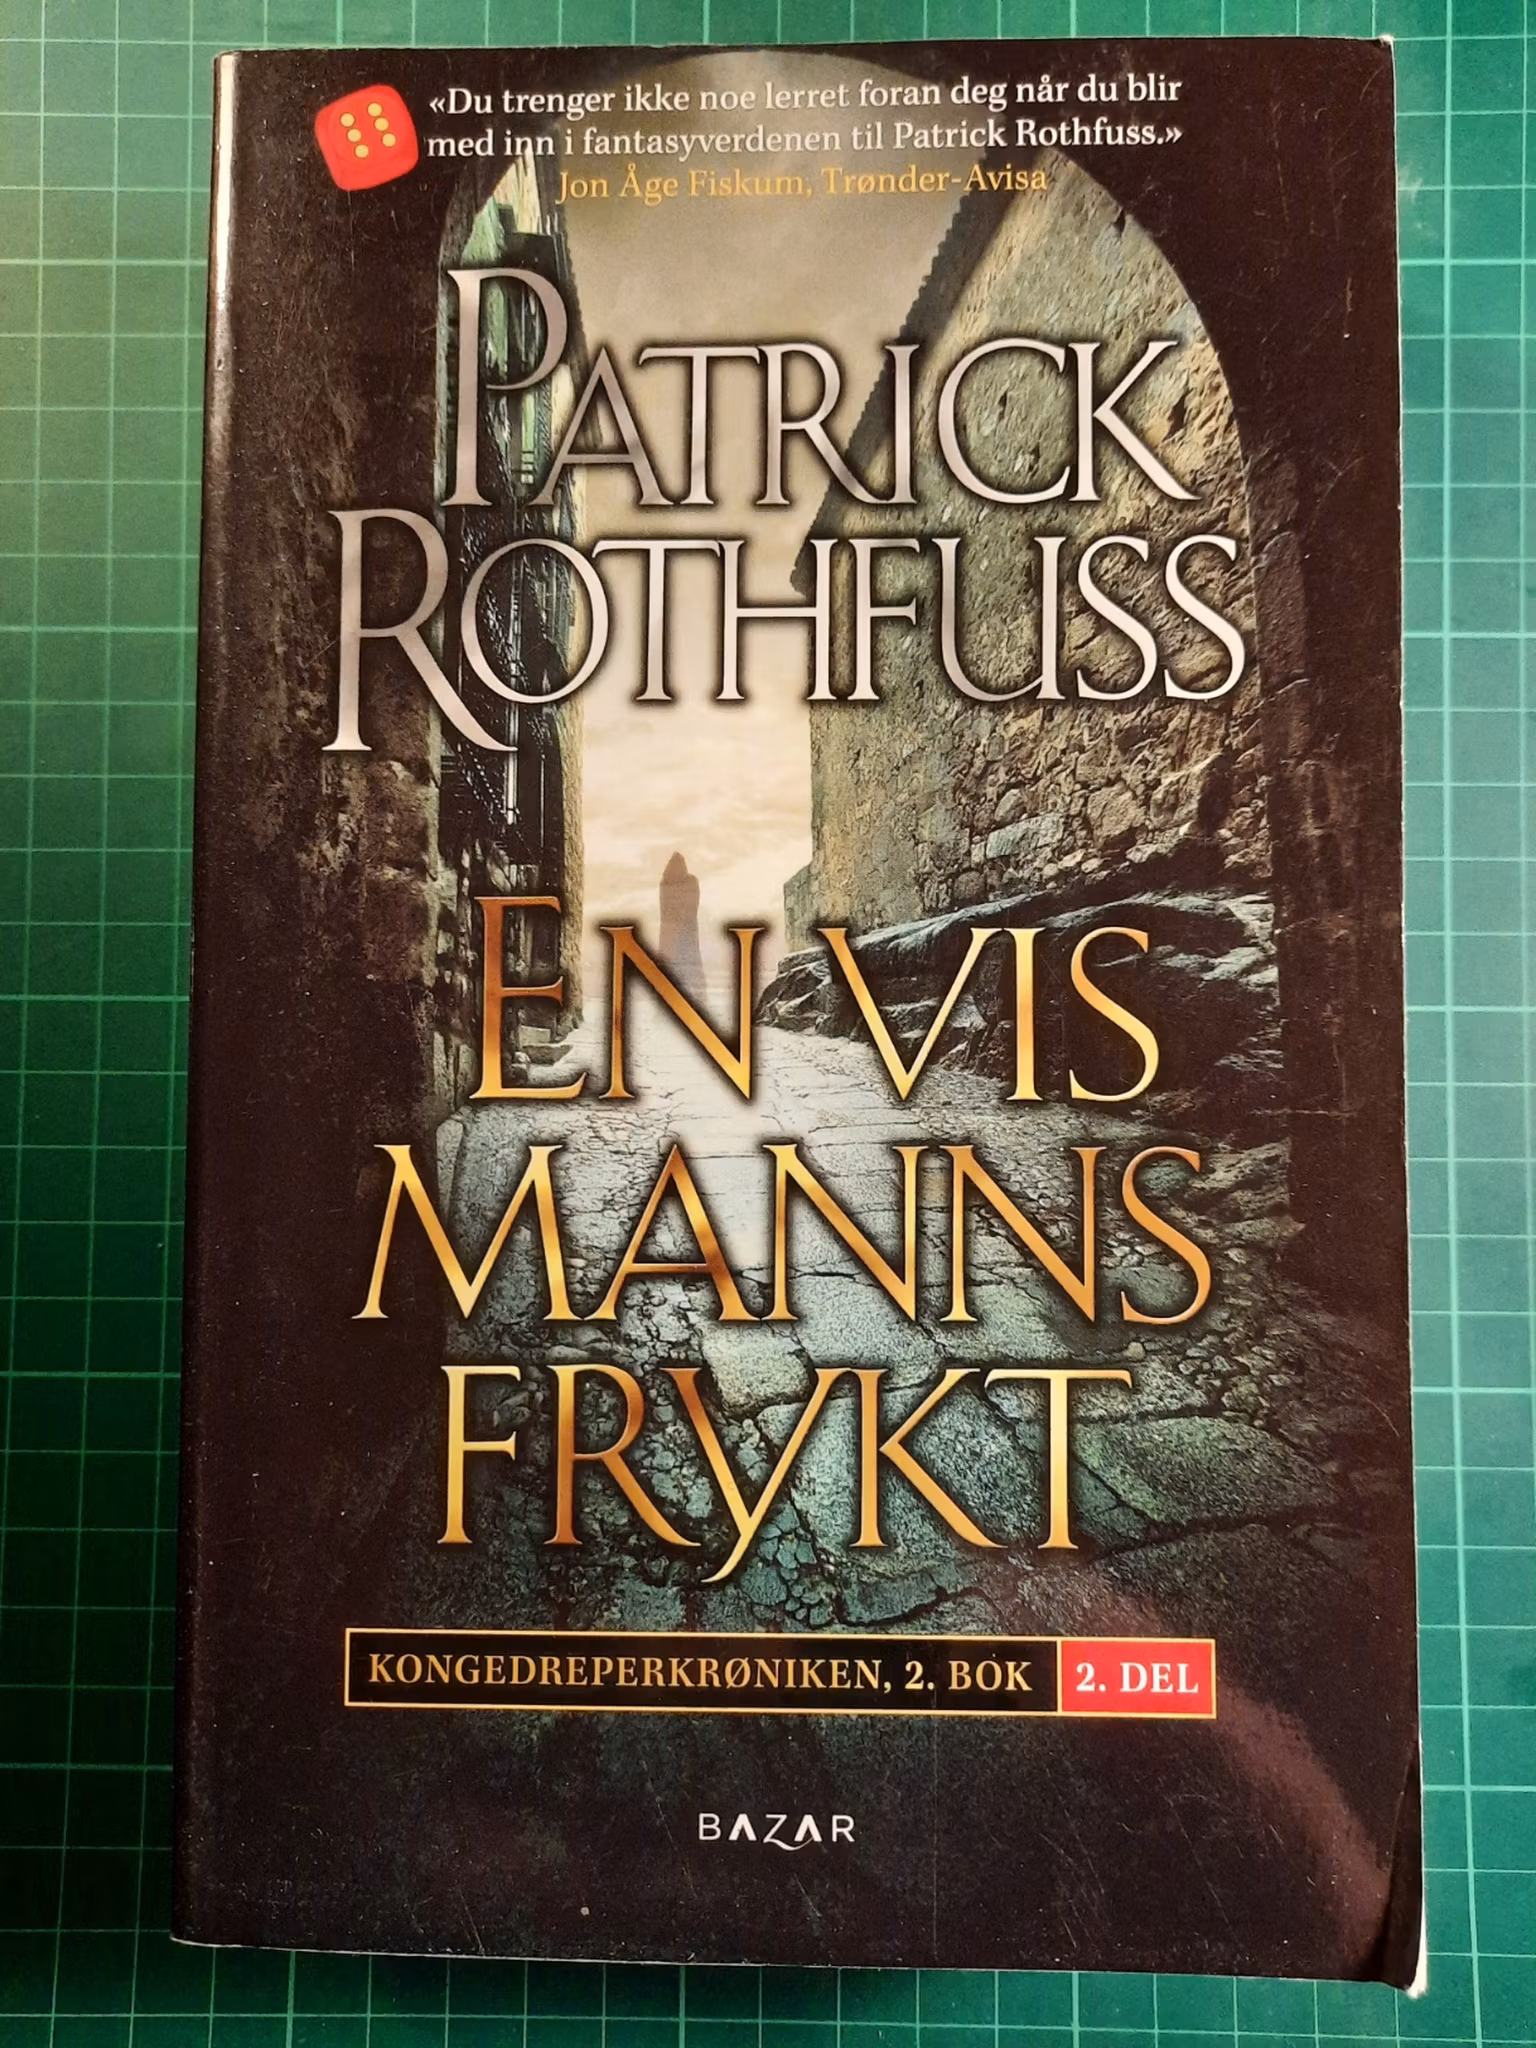 «Du trenger ikke noe lerret foran deg når du blir
med inn i fantasyverdenen til Patrick Rothfuss.»
Jon Åge Fiskum, Trønder-Avisa
PATRICK
ROTHFUSS
EN VIS
MANNS
FRYKT
KONGEDREPERKRØNIKEN, 2. BOK 2. DEL
BAZAR